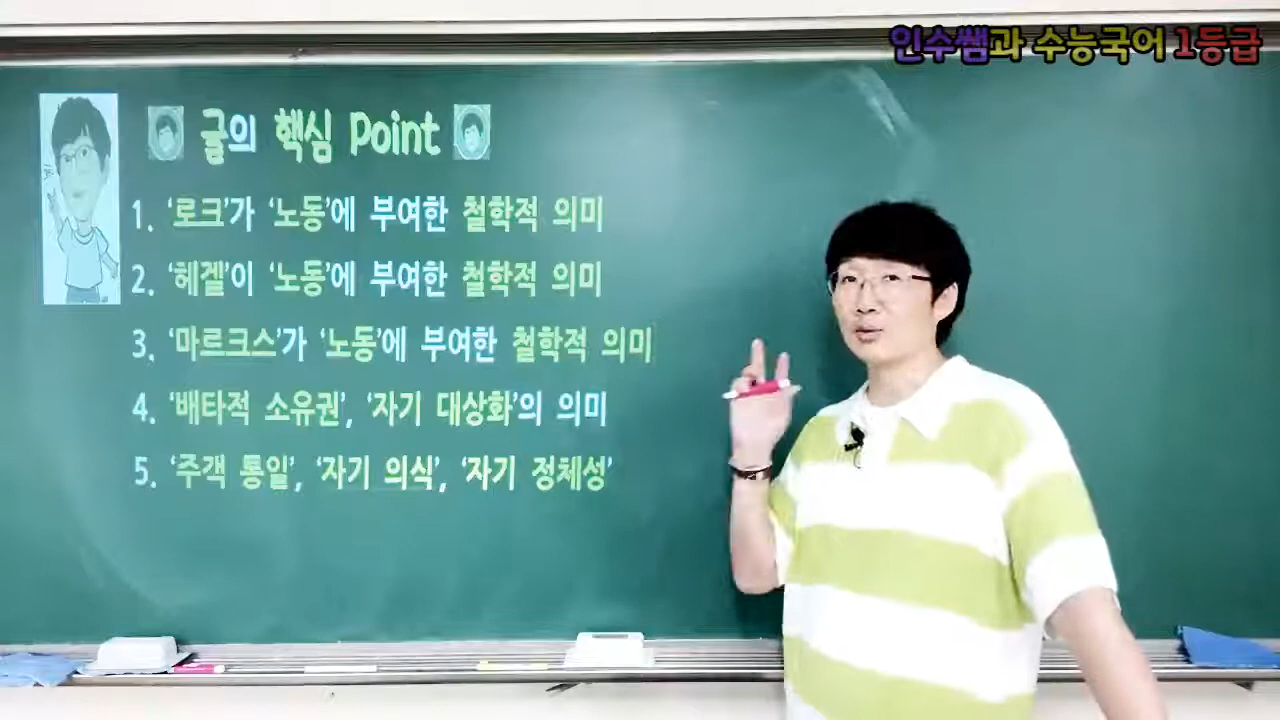 인수쌤과 수능국어 1등급
글의 핵심 Point
1. ‘로크’가 ‘노동’에 부여한 철학적 의미
2. ‘헤겔’이 ‘노동’에 부여한 철학적 의미
3. ‘마르크스’가 ‘노동’에 부여한 철학적 의미
4. ‘배타적 소유권’, ‘자기 대상화’의 의미
5. ‘주객 통일’, ‘자기 의식’, ‘자기 정체성’